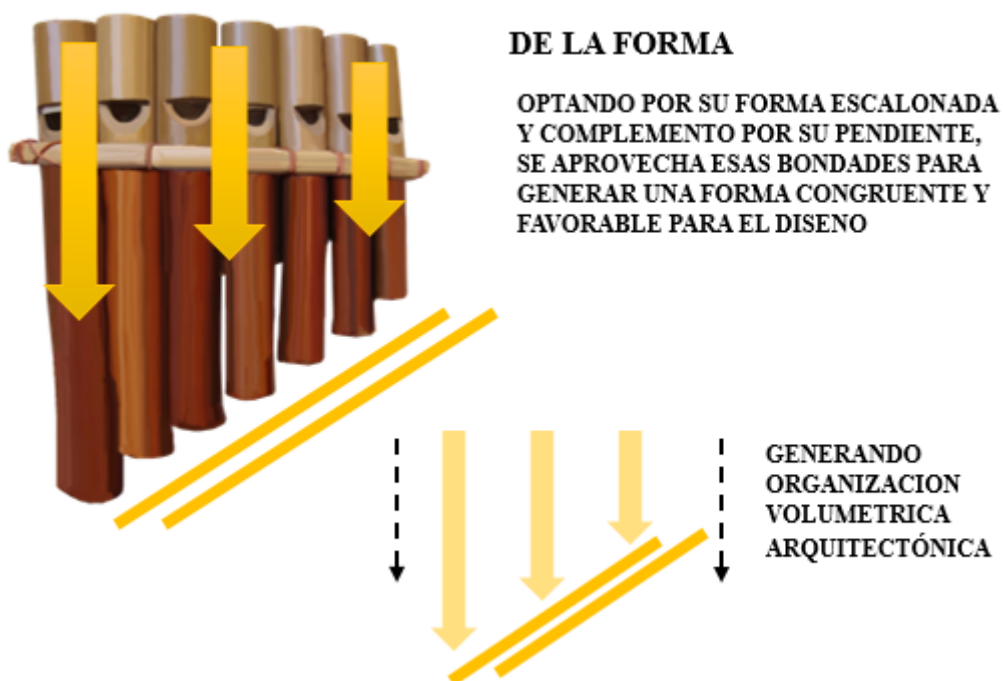 DE LA FORMA
OPTANDO POR SU FORMA ESCALONADA
Y COMPLEMENTO POR SU PENDIENTE,
SE APROVECHA ESAS BONDADES PARA
GENERAR UNA FORMA CONGRUENTE Y
FAVORABLE PARA EL DISENO
GENERANDO
ORGANIZACION
VOLUMETRICA
ARQUITECTÓNICA